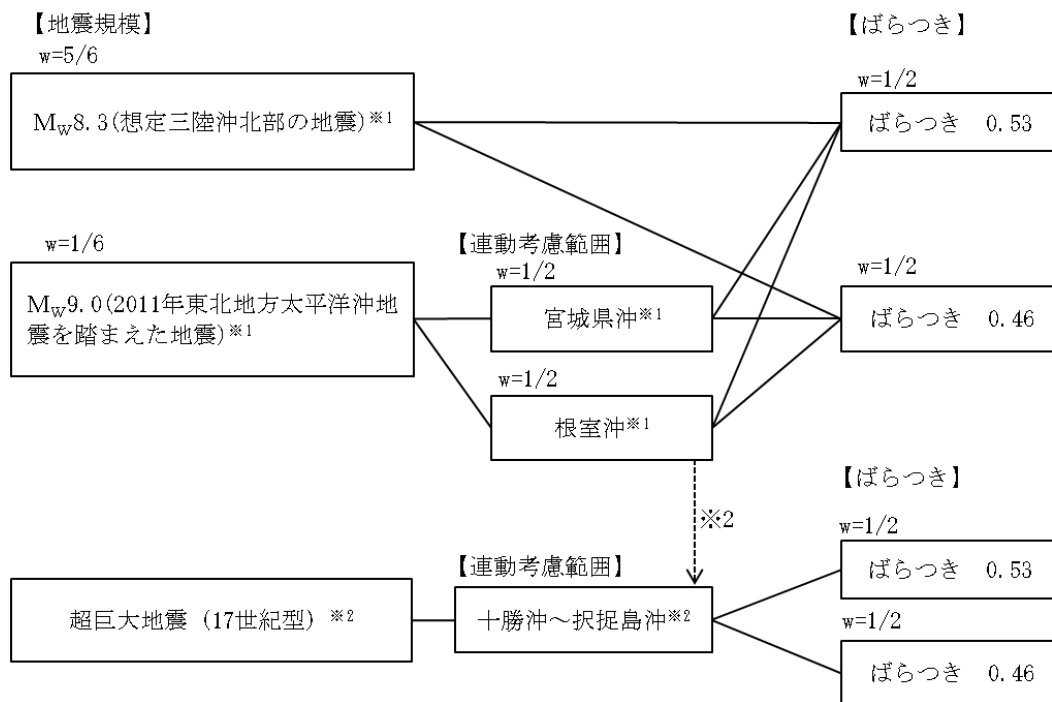 【地震規模】
【ばらつき】
w=5/6
w=1/2
MW8.3(想定三陸沖北部の地震)※1
ばらつき 0.53
w=1/6
【連動考慮範囲】
w=1/2
w=1/2
MW9.0(2011年東北地方太平洋沖地
震を踏まえた地震)※1
宮城県沖※1
ばらつき 0.46
w=1/2
根室沖※1
【ばらつき】
※2
w=1/2
【連動考慮範囲】
ばらつき 0.53
超巨大地震（17世紀型）※2
十勝沖～択捉島沖※2
w=1/2
ばらつき 0.46